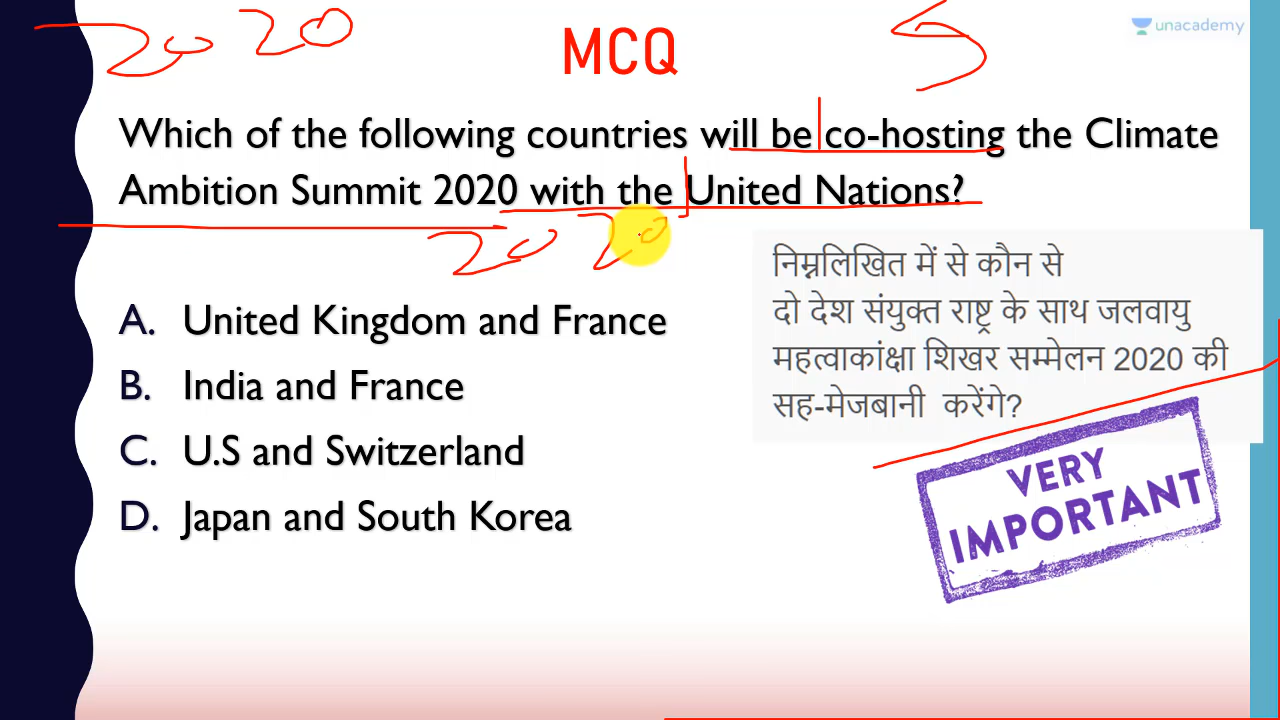 2020
5
unacademy
MCQ
Which of the following countries will be co-hosting the Climate
Ambition Summit 2020 with the United Nations?
2020
A. United Kingdom and France
B. India and France
C. U.S and Switzerland
D. Japan and South Korea
निम्नलिखित में से कौन से
दो देश संयुक्त राष्ट्र के साथ जलवायु
महत्वाकांक्षा शिखर सम्मेलन 2020 की
सह-मेजबानी करेंगे?
VERY
IMPORTANT